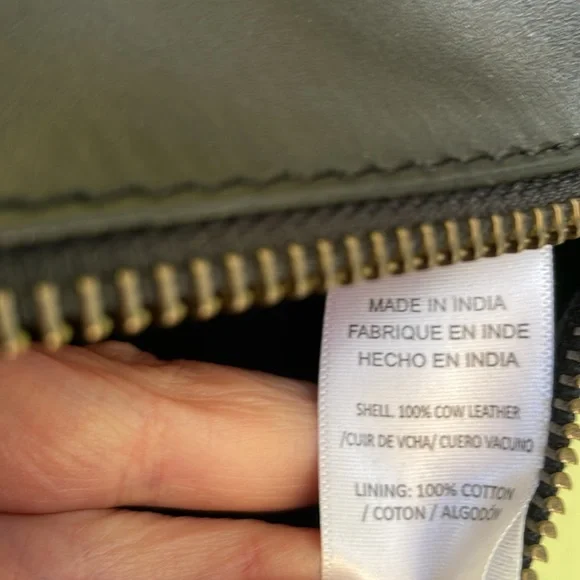 MADE IN INDIA
FABRIQUE EN INDE
HECHO EN INDIA
SHELL. 100% COW LEATHER
/CUIR DE VCHA/ CUERO VACUNO
LINING: 100% COTTON
/ COTON / ALGODÓN